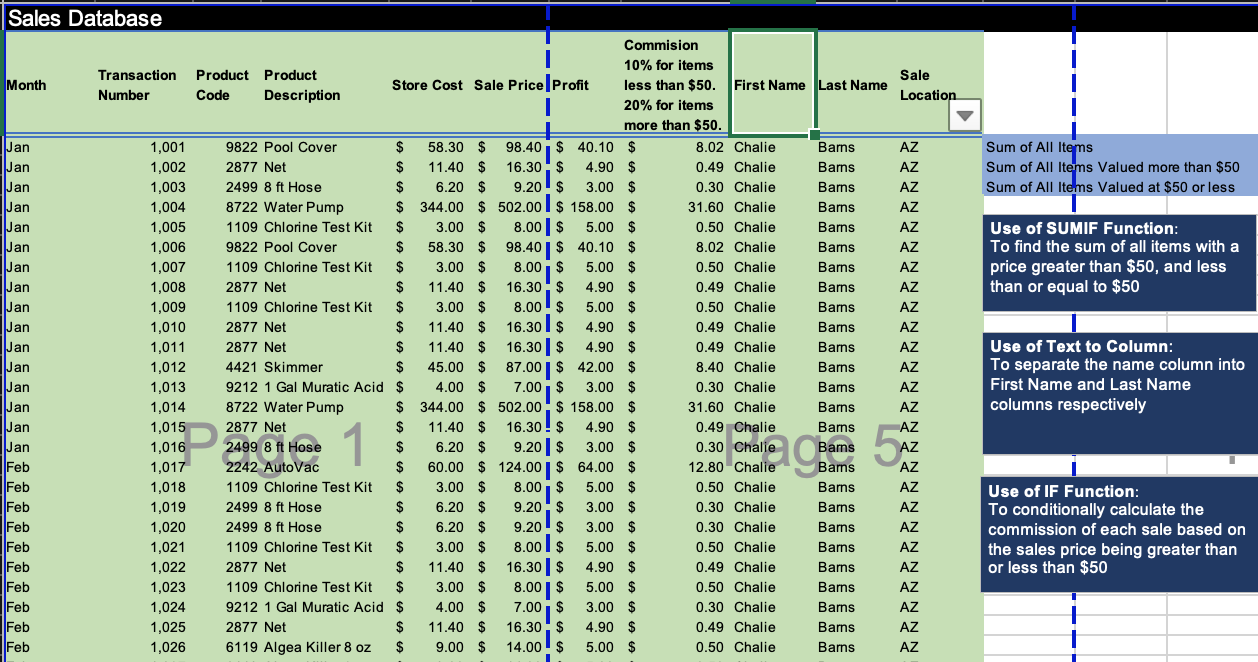 Sales Database
Month Transaction Number Product Code Product Description Store Cost Sale Price Profit Commision 10% for items less than $50. 20% for items more than $50. First Name Last Name Sale Location
Jan 1,001 9822 Pool Cover $ 58.30 $ 98.40 $ 40.10 $ 8.02 Chalie Barns AZ Sum of All Items
Jan 1,002 2877 Net $ 11.40 $ 16.30 $ 4.90 $ 0.49 Chalie Barns AZ Sum of All Items Valued more than $50
Jan 1,003 2499 8 ft Hose $ 6.20 $ 9.20 $ 3.00 $ 0.30 Chalie Barns AZ Sum of All Items Valued at $50 or less
Jan 1,004 8722 Water Pump $ 344.00 $ 502.00 $ 158.00 $ 31.60 Chalie Barns AZ
Jan 1,005 1109 Chlorine Test Kit $ 3.00 $ 8.00 $ 5.00 $ 0.50 Chalie Barns AZ
Jan 1,006 9822 Pool Cover $ 58.30 $ 98.40 $ 40.10 $ 8.02 Chalie Barns AZ
Jan 1,007 1109 Chlorine Test Kit $ 3.00 $ 8.00 $ 5.00 $ 0.50 Chalie Barns AZ
Jan 1,008 2877 Net $ 11.40 $ 16.30 $ 4.90 $ 0.49 Chalie Barns AZ
Jan 1,009 1109 Chlorine Test Kit $ 3.00 $ 8.00 $ 5.00 $ 0.50 Chalie Barns AZ
Jan 1,010 2877 Net $ 11.40 $ 16.30 $ 4.90 $ 0.49 Chalie Barns AZ
Jan 1,011 2877 Net $ 11.40 $ 16.30 $ 4.90 $ 0.49 Chalie Barns AZ
Jan 1,012 4421 Skimmer $ 45.00 $ 87.00 $ 42.00 $ 8.40 Chalie Barns AZ
Jan 1,013 9212 1 Gal Muratic Acid $ 4.00 $ 7.00 $ 3.00 $ 0.30 Chalie Barns AZ
Jan 1,014 8722 Water Pump $ 344.00 $ 502.00 $ 158.00 $ 31.60 Chalie Barns AZ
Jan 1,015 2877 Net $ 11.40 $ 16.30 $ 4.90 $ 0.49 Chalie Barns AZ
Jan 1,016 2499 8 ft Hose $ 6.20 $ 9.20 $ 3.00 $ 0.30 Chalie Barns AZ
Feb 1,017 2242 AutoVac $ 60.00 $ 124.00 $ 64.00 $ 12.80 Chalie Barns AZ
Feb 1,018 1109 Chlorine Test Kit $ 3.00 $ 8.00 $ 5.00 $ 0.50 Chalie Barns AZ
Feb 1,019 2499 8 ft Hose $ 6.20 $ 9.20 $ 3.00 $ 0.30 Chalie Barns AZ
Feb 1,020 2499 8 ft Hose $ 6.20 $ 9.20 $ 3.00 $ 0.30 Chalie Barns AZ
Feb 1,021 1109 Chlorine Test Kit $ 3.00 $ 8.00 $ 5.00 $ 0.50 Chalie Barns AZ
Feb 1,022 2877 Net $ 11.40 $ 16.30 $ 4.90 $ 0.49 Chalie Barns AZ
Feb 1,023 1109 Chlorine Test Kit $ 3.00 $ 8.00 $ 5.00 $ 0.50 Chalie Barns AZ
Feb 1,024 9212 1 Gal Muratic Acid $ 4.00 $ 7.00 $ 3.00 $ 0.30 Chalie Barns AZ
Feb 1,025 2877 Net $ 11.40 $ 16.30 $ 4.90 $ 0.49 Chalie Barns AZ
Feb 1,026 6119 Algea Killer 8 oz $ 9.00 $ 14.00 $ 5.00 $ 0.50 Chalie Barns AZ
Page 1
Page 5
Use of SUMIF Function:
To find the sum of all items with a
price greater than $50, and less
than or equal to $50
Use of Text to Column:
To separate the name column into
First Name and Last Name
columns respectively
Use of IF Function:
To conditionally calculate the
commission of each sale based on
the sales price being greater than
or less than $50